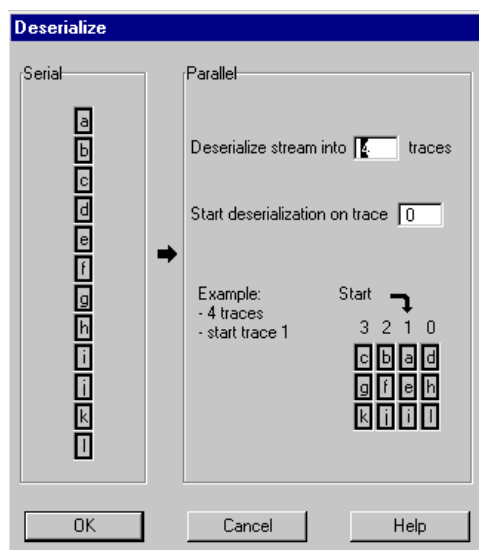 Deserialize
Serial
a
b
c
d
e
f
g
h
i
j
k
l
Parallel
Deserialize stream into 4 traces
Start deserialization on trace 0
Example:
- 4 traces
- start trace 1
Start
3 2 1 0
c b a d
g f e h
k j i l
OK Cancel Help